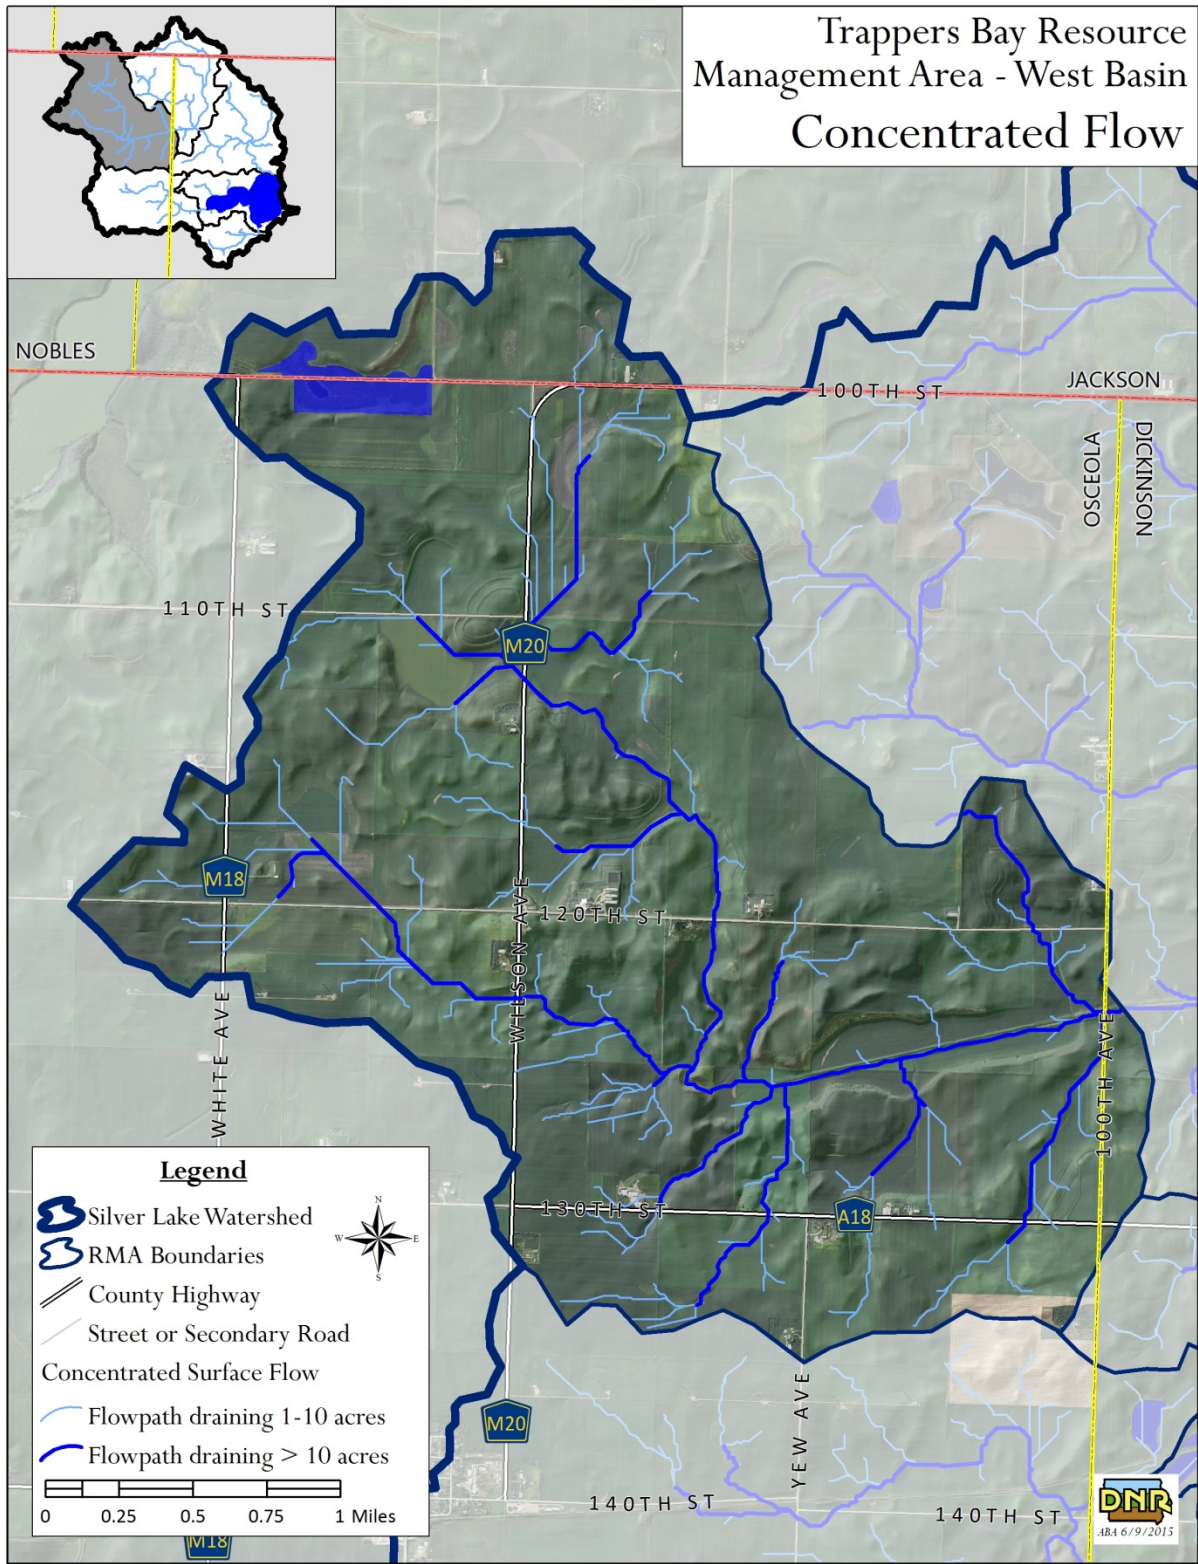 Trappers Bay Resource
Management Area - West Basin
Concentrated Flow
NOBLES
JACKSON
100TH ST
OSCEOLA
DICKINSON
110TH ST
M20
M18
120TH ST
WILSON AVE
WHITE AVE
100TH AVE
130TH ST
A18
Legend
Silver Lake Watershed
RMA Boundaries
County Highway
Street or Secondary Road
Concentrated Surface Flow
Flowpath draining 1-10 acres
Flowpath draining > 10 acres
0 0.25 0.5 0.75 1 Miles
N
W E
S
M20
YEW AVE
140TH ST
140TH ST
M18
DNR
ABA 6/9/2015